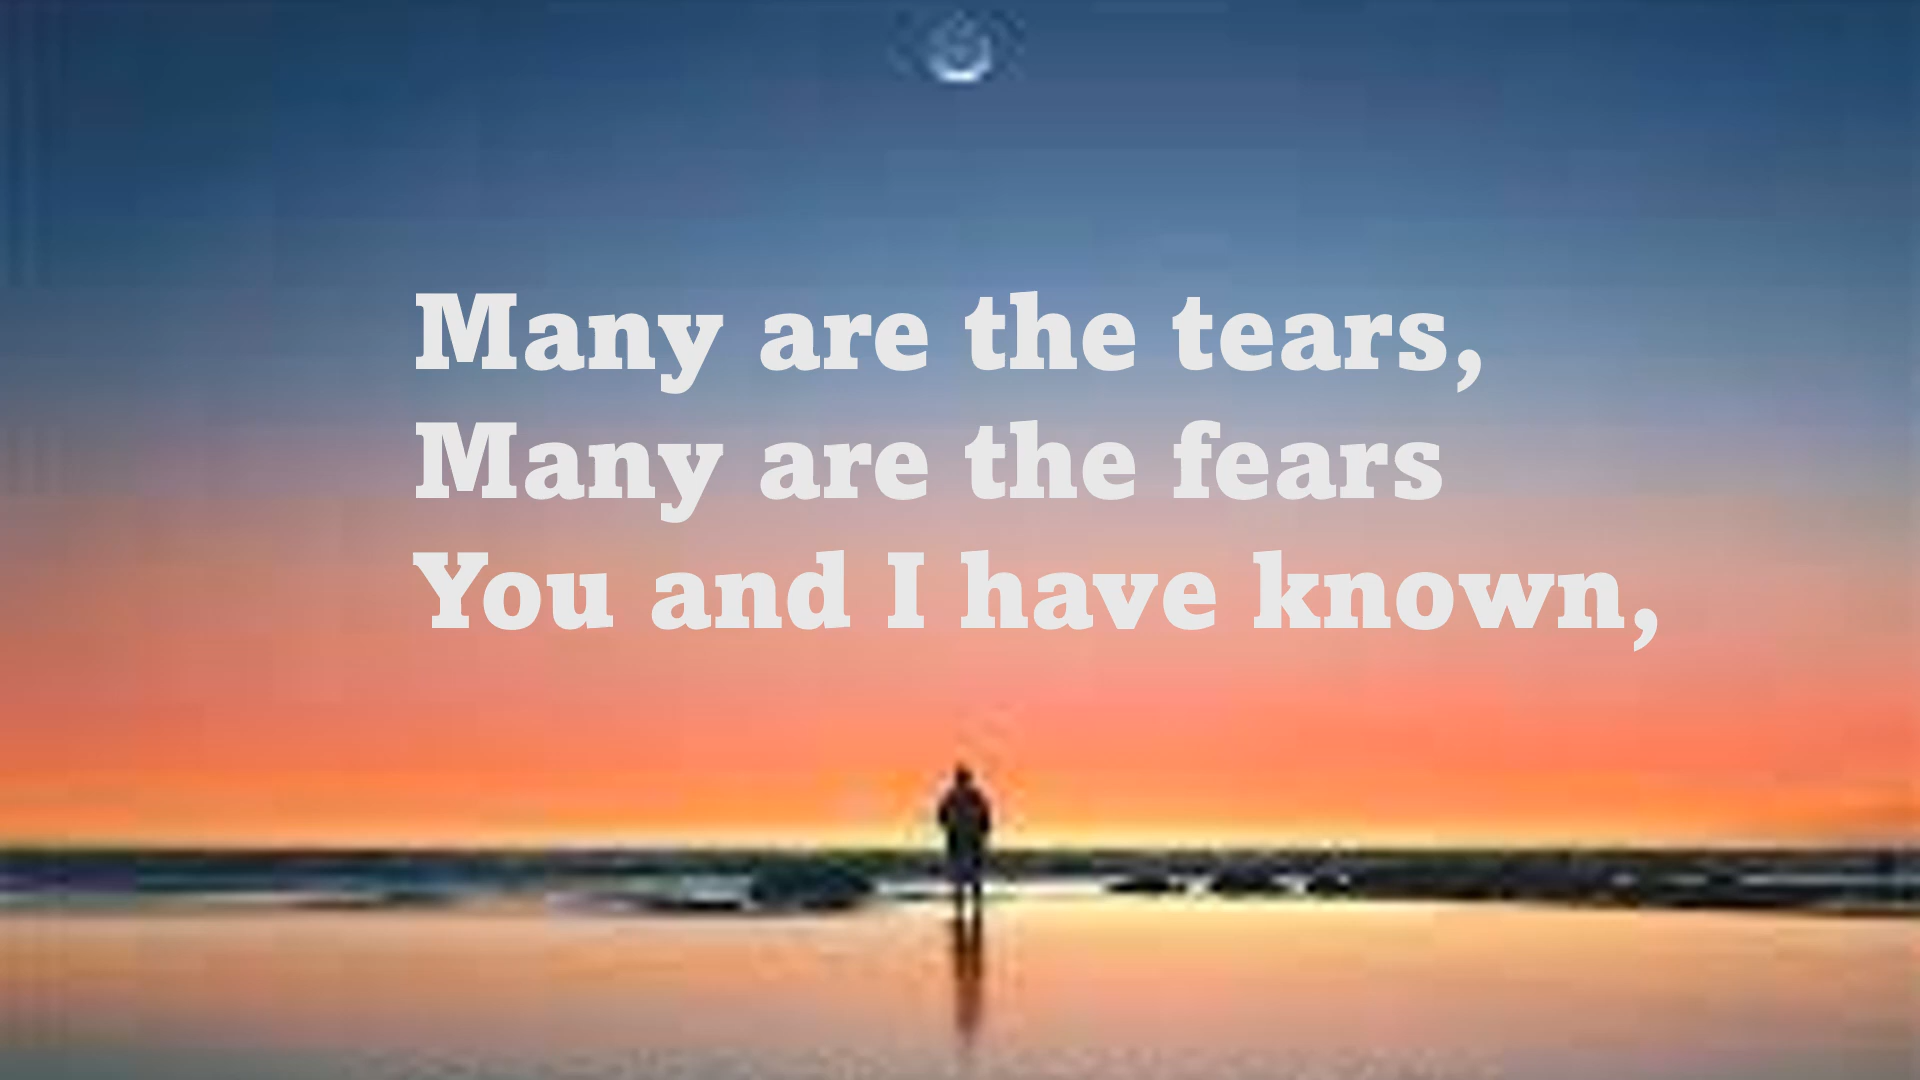 Many are the tears,
Many are the fears
You and I have known,